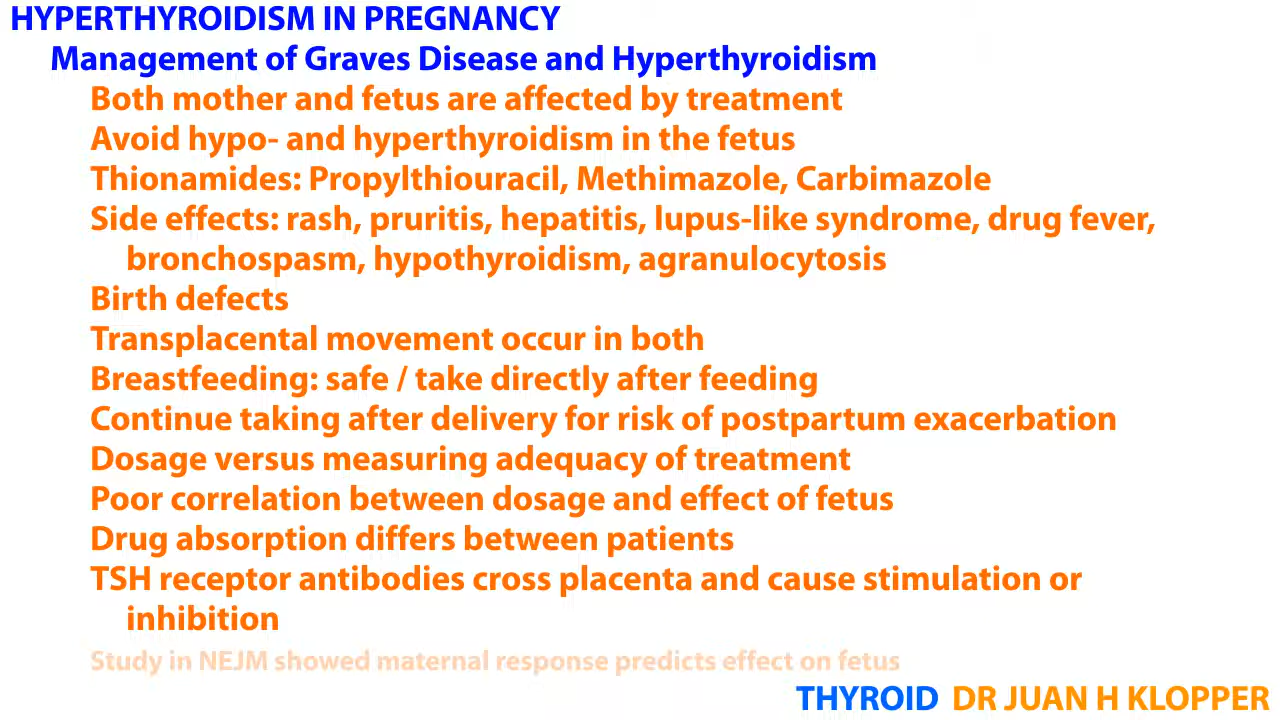 HYPERTHYROIDISM IN PREGNANCY
Management of Graves Disease and Hyperthyroidism
Both mother and fetus are affected by treatment
Avoid hypo- and hyperthyroidism in the fetus
Thionamides: Propylthiouracil, Methimazole, Carbimazole
Side effects: rash, pruritis, hepatitis, lupus-like syndrome, drug fever,
bronchospasm, hypothyroidism, agranulocytosis
Birth defects
Transplacental movement occur in both
Breastfeeding: safe / take directly after feeding
Continue taking after delivery for risk of postpartum exacerbation
Dosage versus measuring adequacy of treatment
Poor correlation between dosage and effect of fetus
Drug absorption differs between patients
TSH receptor antibodies cross placenta and cause stimulation or
inhibition
Study in NEJM showed maternal response predicts effect on fetus
THYROID DR JUAN H KLOPPER